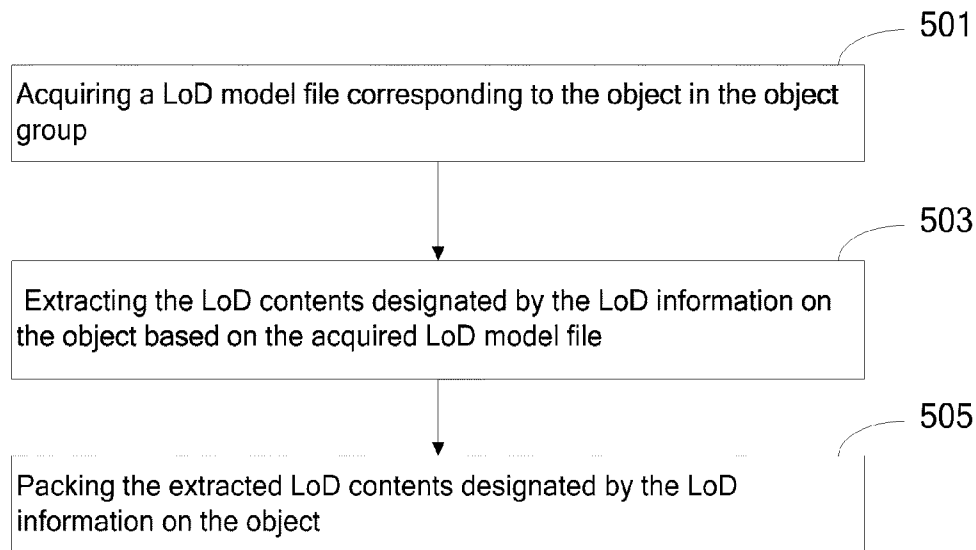 501
Acquiring a LoD model file corresponding to the object in the object
group
503
Extracting the LoD contents designated by the LoD information on
the object based on the acquired LoD model file
505
Packing the extracted LoD contents designated by the LoD
information on the object